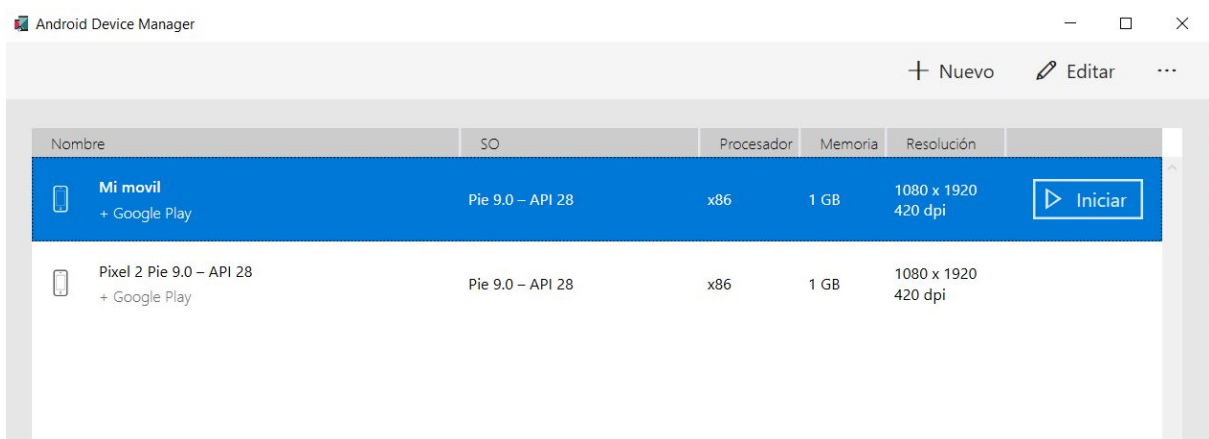 Android Device Manager
Nuevo Editar
Nombre SO Procesador Memoria Resolución
Mi movil
+ Google Play
Pie 9.0 – API 28 x86 1 GB
1080 x 1920
420 dpi
Iniciar
Pixel 2 Pie 9.0 – API 28
+ Google Play
Pie 9.0 – API 28 x86 1 GB
1080 x 1920
420 dpi